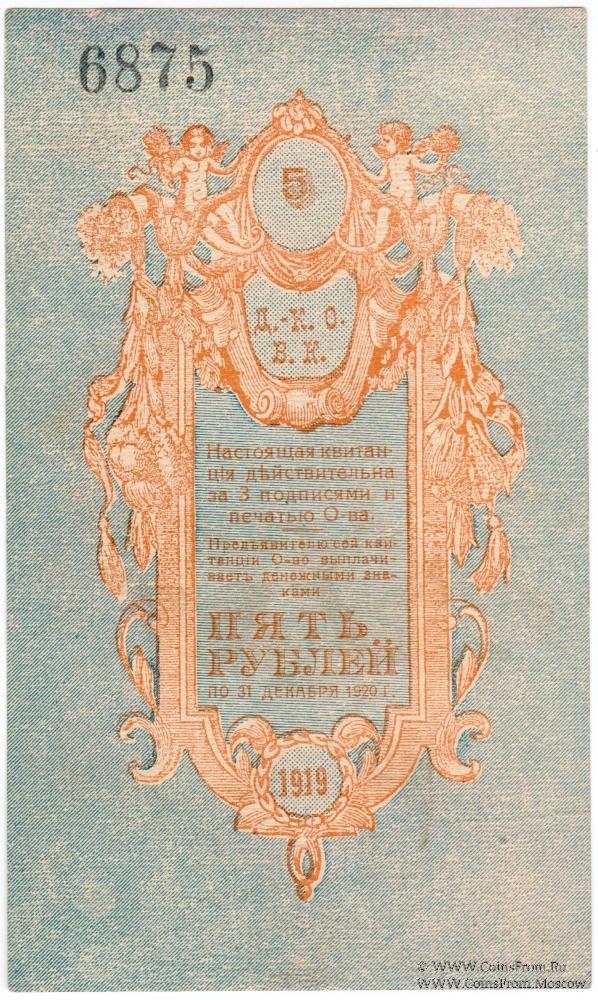 6875
5
Д.-К. О.
В. К.
Настоящая квитан-
ція дѣйствительна
за 3 подписями и
печатью О-ва.
Предъявителю сей кви-
танціи О-во выплачи-
ваетъ денежными зна-
ками
ПЯТЬ
РУБЛЕЙ
ПО 31 ДЕКАБРЯ 1920 Г.
1919
© WWW.CoinsFrom.Ru
WWW.CoinsFrom.Moscow